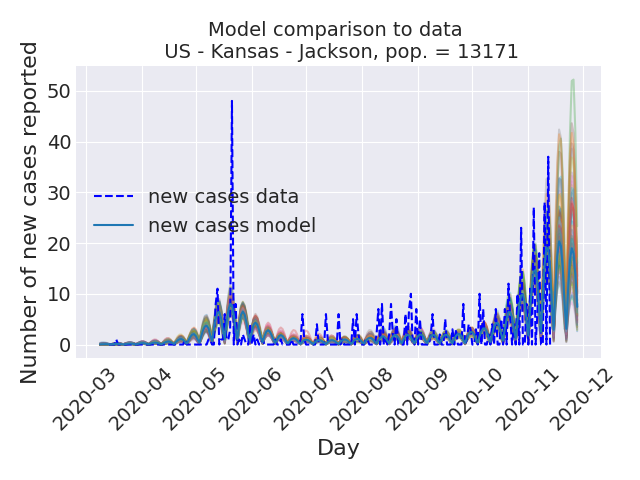 Model comparison to data
US - Kansas - Jackson, pop. = 13171
Number of new cases reported
50
40
30
20
10
0
new cases data
new cases model
2020-03
2020-04
2020-05
2020-06
2020-07
2020-08
2020-09
2020-10
2020-11
2020-12
Day